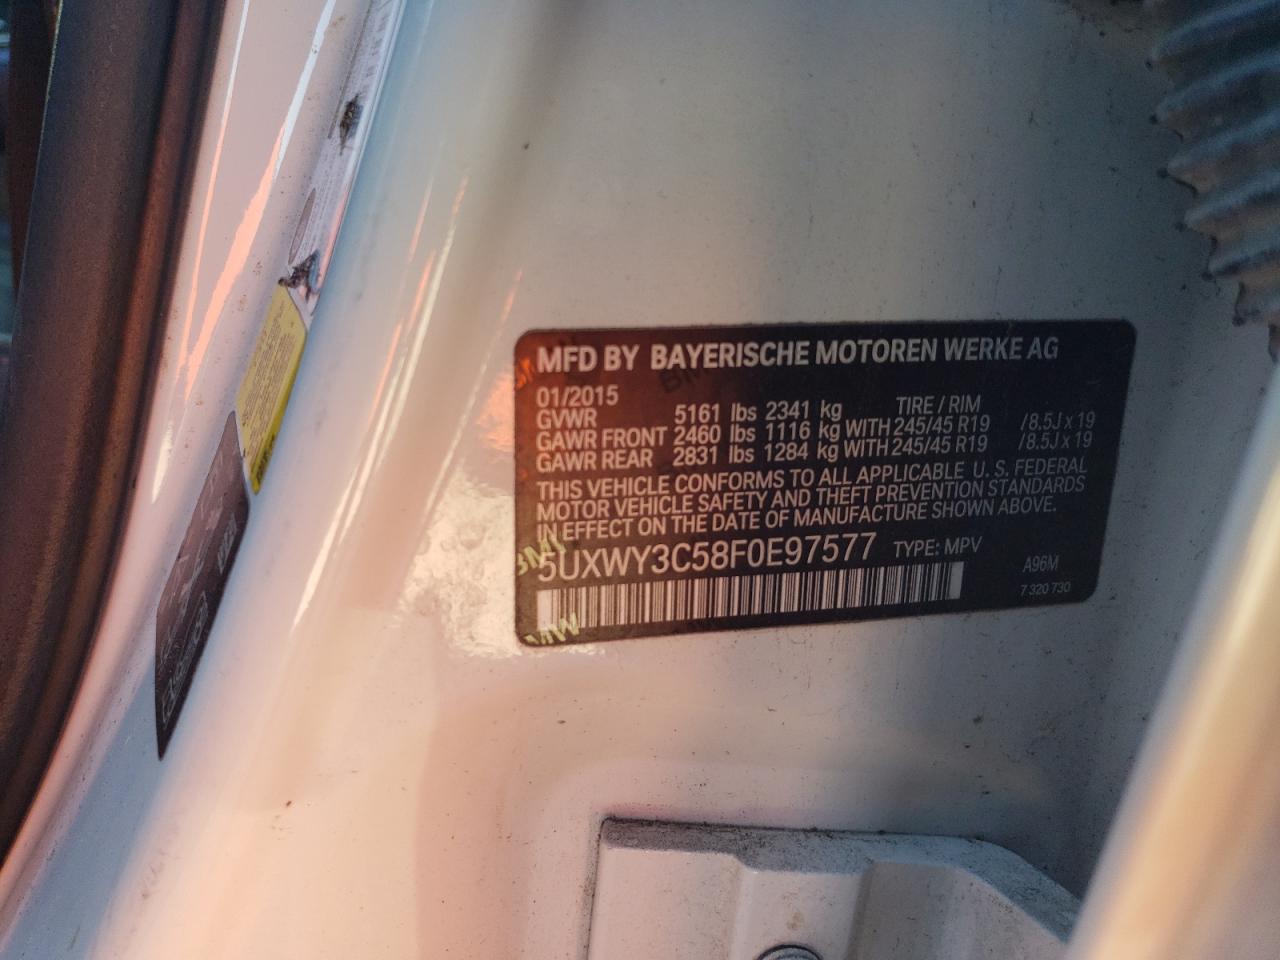 MFD BY BAYERISCHE MOTOREN WERKE AG
01/2015 TIRE / RIM
GVWR 5161 lbs 2341 kg
GAWR FRONT 2460 lbs 1116 kg WITH 245/45 R19 /8.5J x 19
GAWR REAR 2831 lbs 1284 kg WITH 245/45 R19 /8.5J x 19
THIS VEHICLE CONFORMS TO ALL APPLICABLE U.S. FEDERAL
MOTOR VEHICLE SAFETY AND THEFT PREVENTION STANDARDS
IN EFFECT ON THE DATE OF MANUFACTURE SHOWN ABOVE.
5UXWY3C58F0E97577 TYPE: MPV
A96M
7 320 730